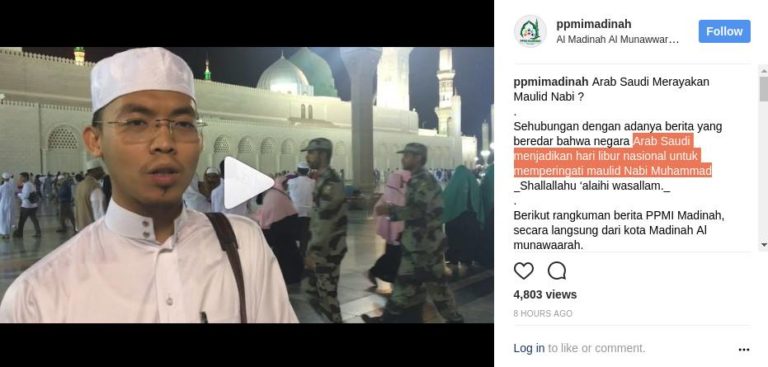 ppmimadinah
Al Madinah Al Munawwar…
Follow
ppmimadinah Arab Saudi Merayakan
Maulid Nabi ?
.
Sehubungan dengan adanya berita yang
beredar bahwa negara Arab Saudi
menjadikan hari libur nasional untuk
memperingati maulid Nabi Muhammad
_Shallallahu ‘alaihi wasallam._
.
Berikut rangkuman berita PPMI Madinah,
secara langsung dari kota Madinah Al
munawaarah.
4,803 views
8 HOURS AGO
Log in to like or comment.